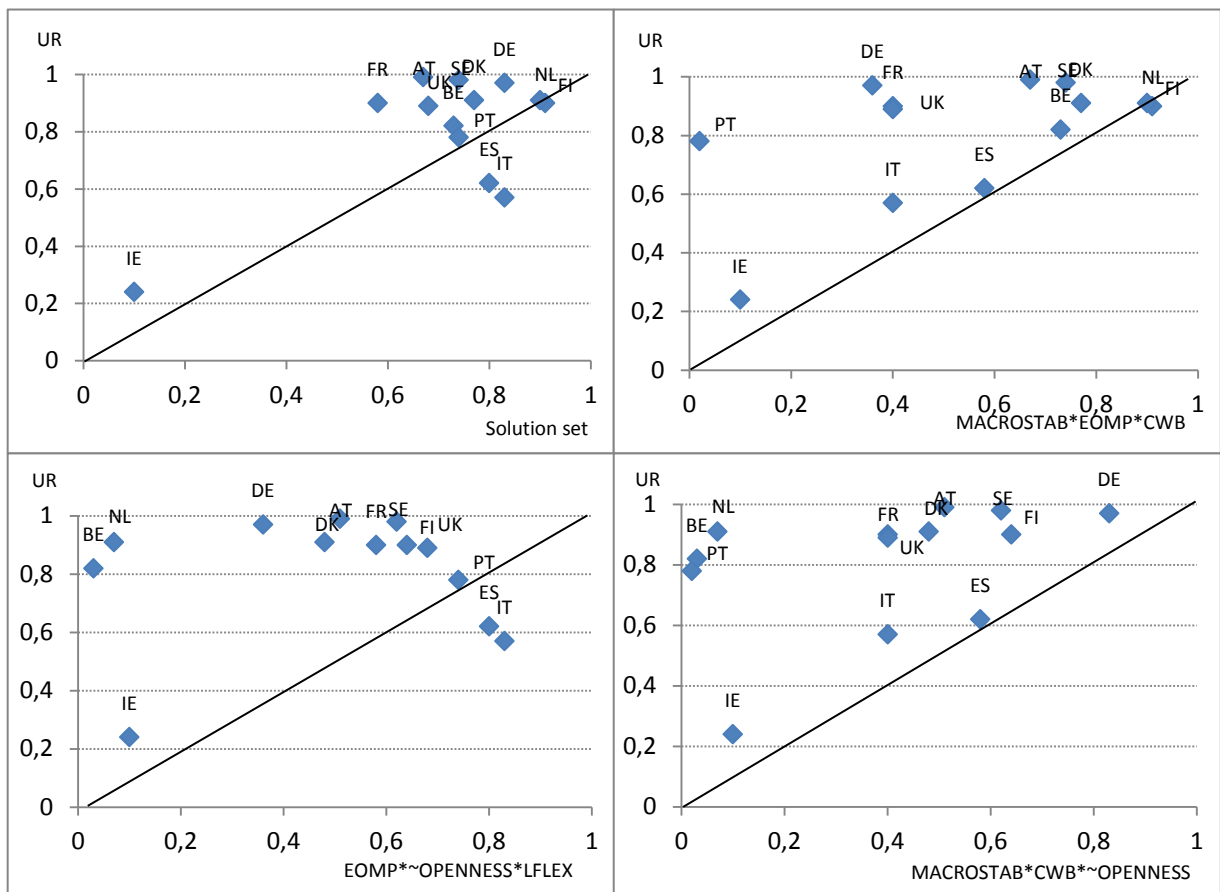 UR
1
0,8
0,6
0,4
0,2
0
FR
AT
UK
SE
DK
BE
DE
NL
FI
PT
ES
IT
IE
0 0,2 0,4 0,6 0,8 1
Solution set
UR
1
0,8
0,6
0,4
0,2
0
DE
FR
UK
PT
AT
SE
DK
BE
NL
FI
IT
ES
IE
0 0,2 0,4 0,6 0,8 1
MACROSTAB*EOMP*CWB
UR
1
0,8
0,6
0,4
0,2
0
BE
NL
DE
AT
DK
FR
SE
FI
UK
PT
ES
IT
IE
0 0,2 0,4 0,6 0,8 1
EOMP*~OPENNESS*LFLEX
UR
1
0,8
0,6
0,4
0,2
0
BE
NL
PT
FR
UK
DK
AT
SE
FI
DE
IT
ES
IE
0 0,2 0,4 0,6 0,8 1
MACROSTAB*CWB*~OPENNESS